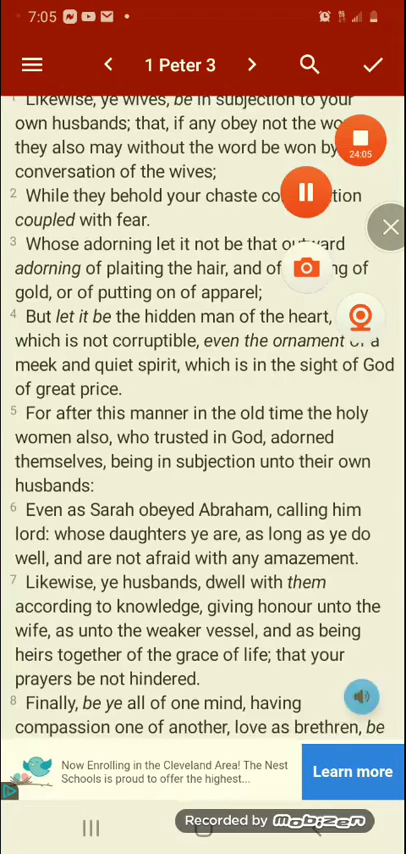 7:05
1 Peter 3
1 Likewise, ye wives, be in subjection to your
own husbands; that, if any obey not the
they also may without the word be won by
24:05
conversation of the wives;
2 While they behold your chaste
coupled with fear.
3 Whose adorning let it not be that
adorning of plaiting the hair, and of
gold, or of putting on of apparel;
4 But let it be the hidden man of the heart,
which is not corruptible, even the ornament of a
meek and quiet spirit, which is in the sight of God
of great price.
5 For after this manner in the old time the holy
women also, who trusted in God, adorned
themselves, being in subjection unto their own
husbands:
6 Even as Sarah obeyed Abraham, calling him
lord: whose daughters ye are, as long as ye do
well, and are not afraid with any amazement.
7 Likewise, ye husbands, dwell with them
according to knowledge, giving honour unto the
wife, as unto the weaker vessel, and as being
heirs together of the grace of life; that your
prayers be not hindered.
8 Finally, be ye all of one mind, having
compassion one of another, love as brethren, be
Now Enrolling in the Cleveland Area! The Nest
Schools is proud to offer the highest...
Learn more
Recorded by mobizen